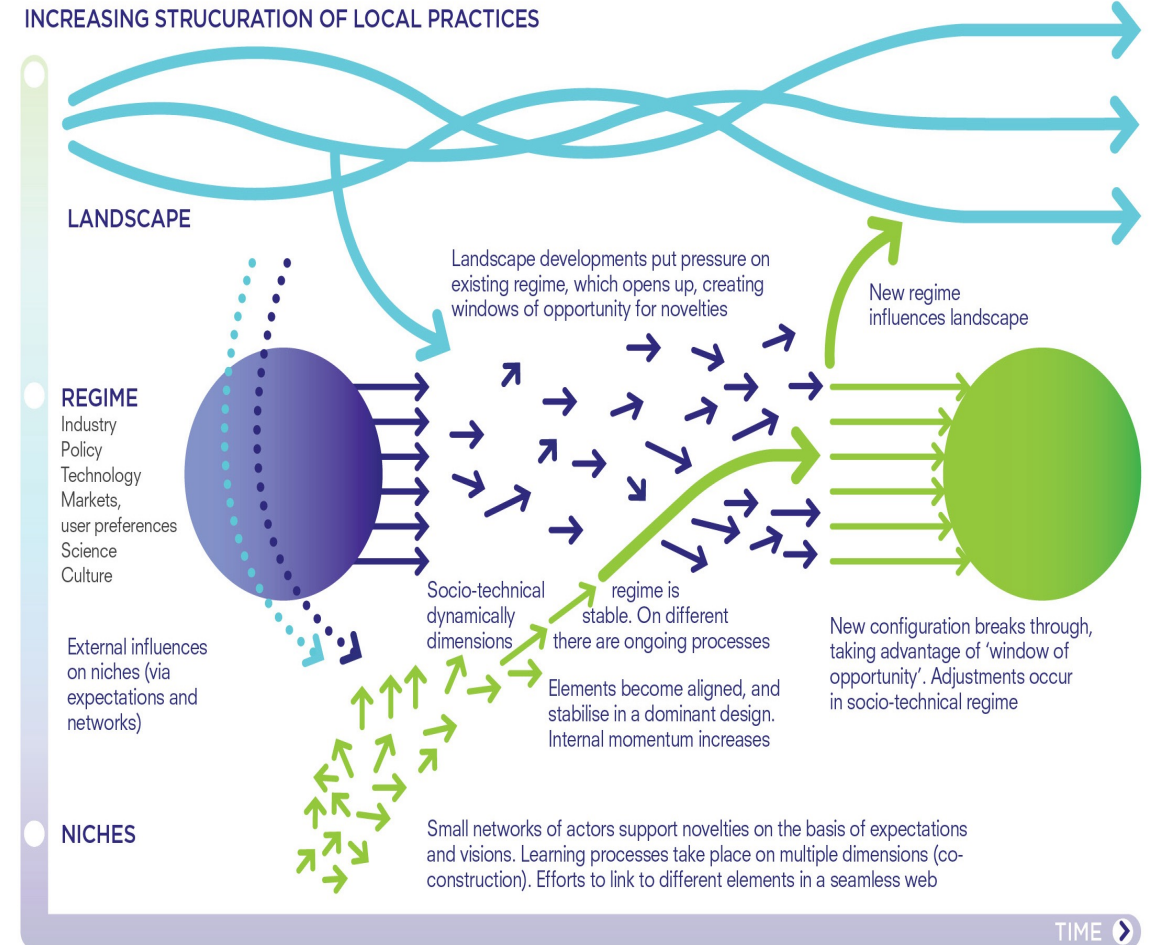 INCREASING STRUCURATION OF LOCAL PRACTICES
LANDSCAPE
Landscape developments put pressure on
existing regime, which opens up, creating
windows of opportunity for novelties
New regime
influences landscape
REGIME
Industry
Policy
Technology
Markets,
user preferences
Science
Culture
Socio-technical regime is
dynamically stable. On different
dimensions there are ongoing processes
External influences
on niches (via
expectations and
networks)
Elements become aligned, and
stabilise in a dominant design.
Internal momentum increases
New configuration breaks through,
taking advantage of ‘window of
opportunity’. Adjustments occur
in socio-technical regime
NICHES
Small networks of actors support novelties on the basis of expectations
and visions. Learning processes take place on multiple dimensions (co-
construction). Efforts to link to different elements in a seamless web
TIME